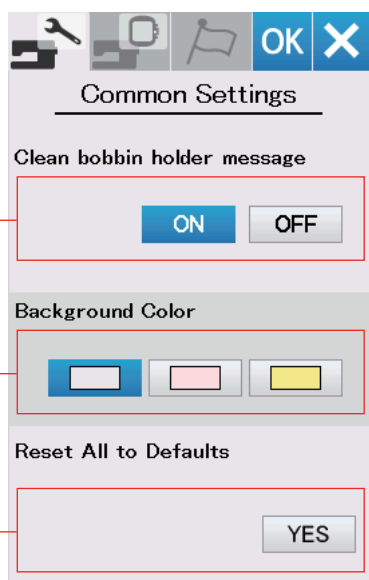 OK
Common Settings
Clean bobbin holder message
ON OFF
Background Color
Reset All to Defaults
YES